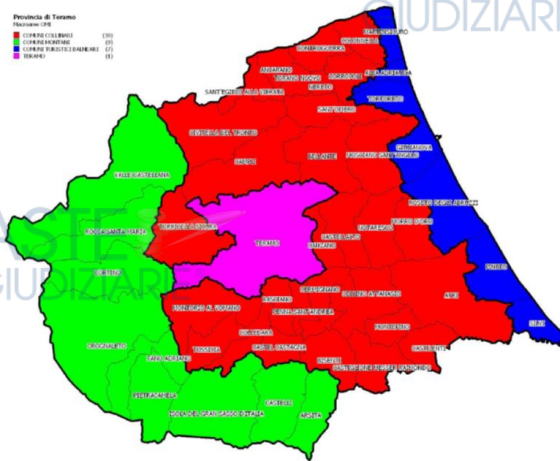 GIUDIZIARIE
Provincia di Teramo
Macroaree OMI
COMUNI COLLINARI
COMUNI MONTANI
COMUNI TURISTICI BALNEARI (7)
TERAMO (1)
MARTINSICURO
COLONNELLA
CONTROGUERRA
ANCARANO
TORANO NUOVO
CORROPOLI
ALBA ADRIATICA
NERETO
SANT'EGIDIO ALLA VIBRATA
TORTORETO
SANT'OMERO
CIVITELLA DEL TRONTO
GIULIANOVA
CAMPLI
BELLANTE
MOSCIANO SANT'ANGELO
VALLE CASTELLANA
ROSETO DEGLI ABRUZZI
TORRICELLA SICURA
MORRO D'ORO
ROCCA SANTA MARIA
NOTARESCO
CASTELLALTO
TERAMO
CANZANO
ASTE
GIUDIZIARIE
CORTINO
PINETO
CERMIGNANO
CELLINO ATTANASIO
ATRI
BASCIANO
MONTORIO AL VOMANO
PENNA SANT'ANDREA
SILVI
MONTEFINO
COLLEDARA
CROGNALETO
TOSSICIA
CASTEL CASTAGNA
CASTILENTI
FANO ADRIANO
BISENTI
CASTIGLIONE MESSER RAIMONDO
PIETRACAMELA
CASTELLI
ISOLA DEL GRAN SASSO D'ITALIA
ARSITA